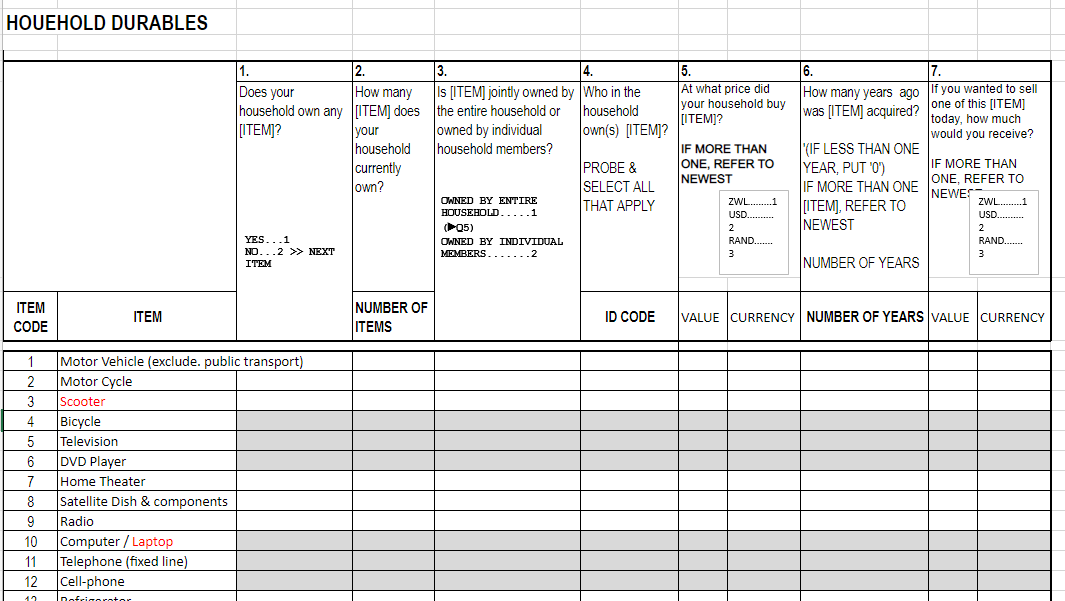 HOUEHOLD DURABLES
1.
Does your
household own any
[ITEM]?
YES...1
NO...2 >> NEXT
ITEM
2.
How many
[ITEM] does
your
household
currently
own?
NUMBER OF
ITEMS
3.
Is [ITEM] jointly owned by
the entire household or
owned by individual
household members?
OWNED BY ENTIRE
HOUSEHOLD.....1
(▶Q5)
OWNED BY INDIVIDUAL
MEMBERS.......2
4.
Who in the
household
own(s) [ITEM]?
PROBE &
SELECT ALL
THAT APPLY
ID CODE
5.
At what price did
your household buy
[ITEM]?
IF MORE THAN
ONE, REFER TO
NEWEST
ZWL.........1
USD..........
2
RAND.......
3
VALUE CURRENCY
6.
How many years ago
was [ITEM] acquired?
'(IF LESS THAN ONE
YEAR, PUT '0')
IF MORE THAN ONE
[ITEM], REFER TO
NEWEST
NUMBER OF YEARS
NUMBER OF YEARS
7.
If you wanted to sell
one of this [ITEM]
today, how much
would you receive?
IF MORE THAN
ONE, REFER TO
NEWEST
ZWL.........1
USD..........
2
RAND.......
3
VALUE CURRENCY
ITEM
CODE
ITEM
1 Motor Vehicle (exclude. public transport)
2 Motor Cycle
3 Scooter
4 Bicycle
5 Television
6 DVD Player
7 Home Theater
8 Satellite Dish & components
9 Radio
10 Computer / Laptop
11 Telephone (fixed line)
12 Cell-phone
13 Refrigerator